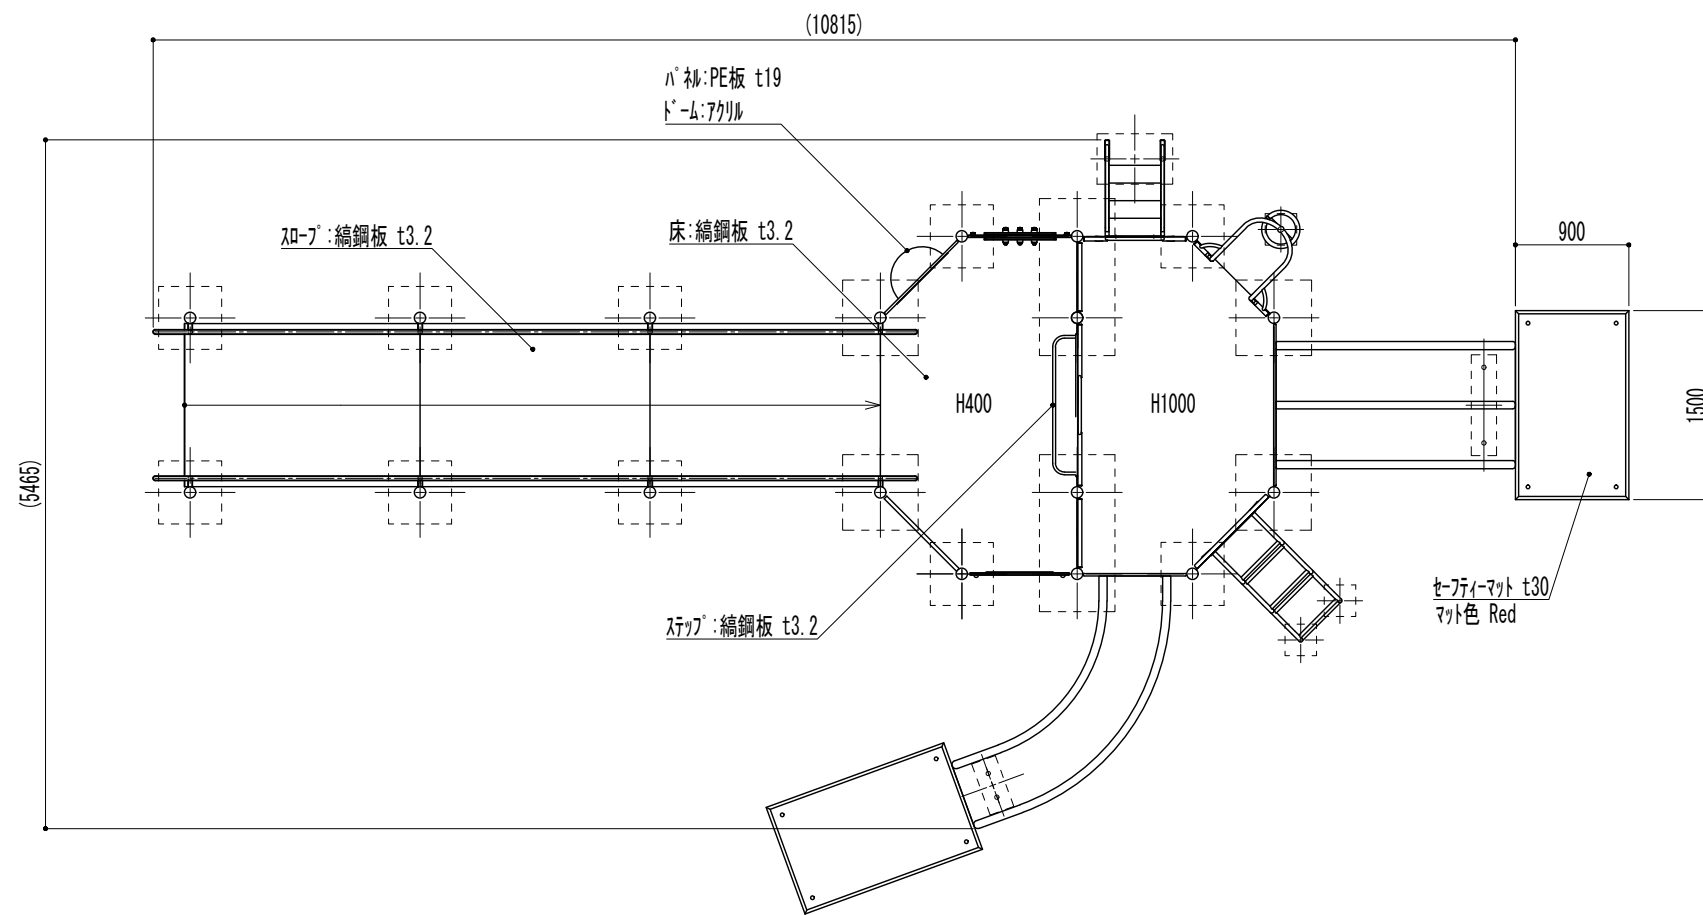 (10815)
ﾊﾟﾈﾙ:PE板 t19
ﾄﾞｰﾑ:ｱｸﾘﾙ
ｽﾛｰﾌﾟ:縞鋼板 t3.2
床:縞鋼板 t3.2
900
H400
H1000
1500
(5465)
ｽﾃｯﾌﾟ:縞鋼板 t3.2
ｾｰﾌﾃｨｰﾏｯﾄ t30
ﾏｯﾄ色 Red